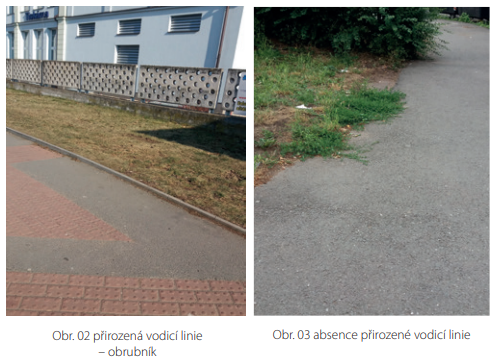 Obr. 02 přirozená vodicí linie
– obrubník
Obr. 03 absence přirozené vodicí linie